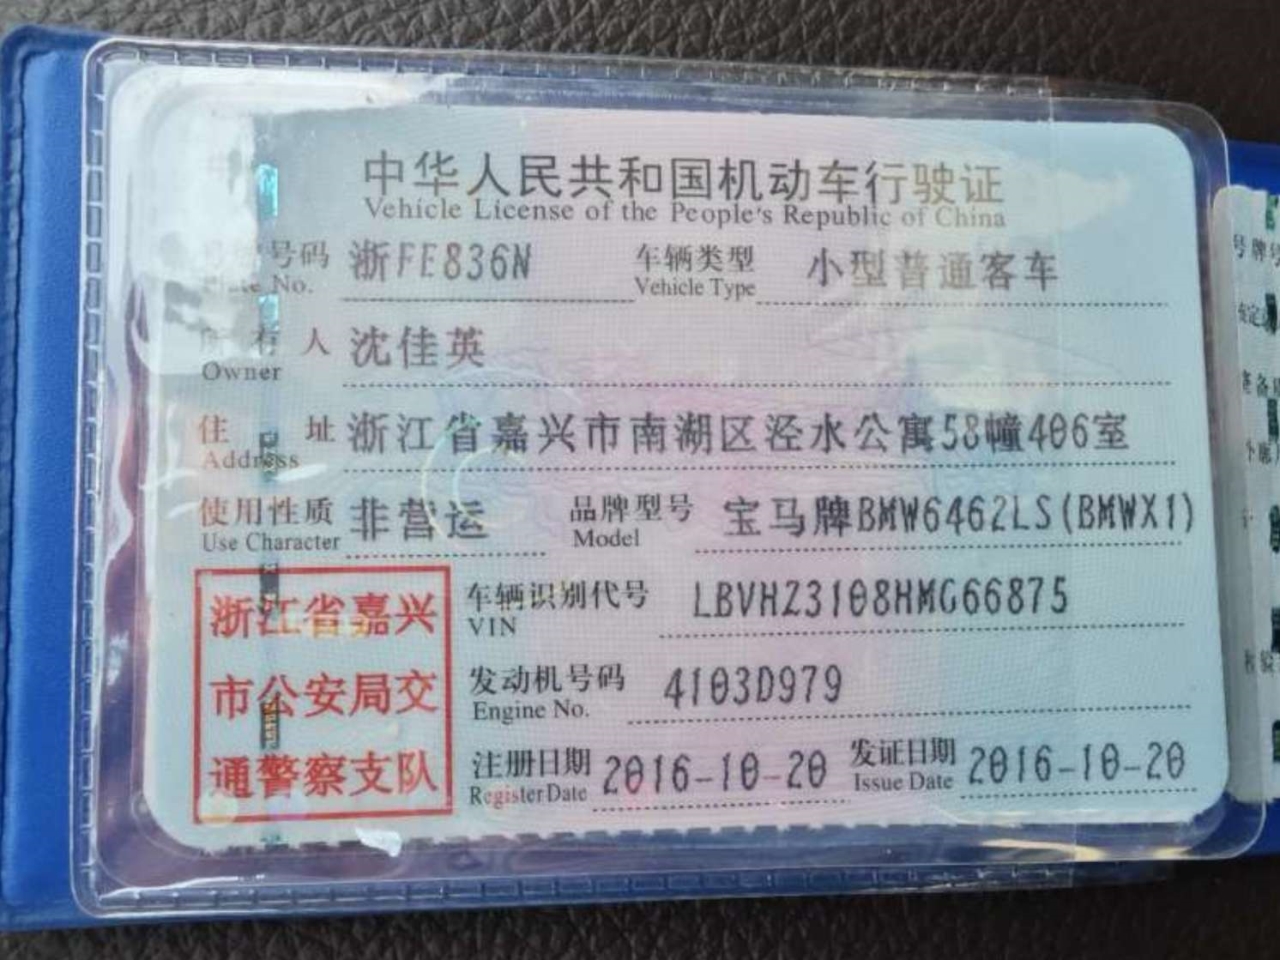 中华人民共和国机动车行驶证
Vehicle License of the People's Republic of China
号码 浙FE836N 车辆类型 小型普通客车
No. Vehicle Type
有人 沈佳英
Owner
住址 浙江省嘉兴市南湖区泾水公寓58幢406室
Address
使用性质 非营运 品牌型号 宝马牌BMW6462LS(BMWX1)
Use Character Model
浙江省嘉兴
市公安局交
通警察支队
车辆识别代号 LBVHZ3108HMG66875
VIN
发动机号码 4103D979
Engine No.
注册日期 2016-10-20 发证日期 2016-10-20
Register Date Issue Date
号牌